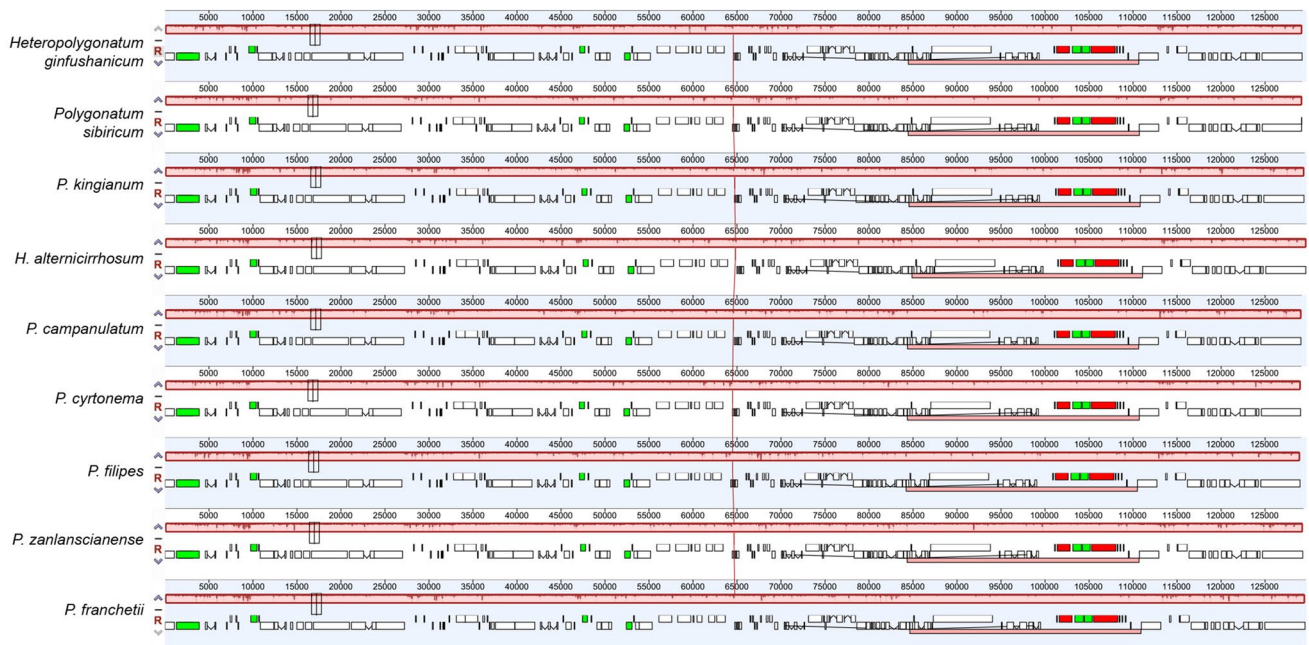 5000 10000 15000 20000 25000 30000 35000 40000 45000 50000 55000 60000 65000 70000 75000 80000 85000 90000 95000 100000 105000 110000 115000 120000 125000
Heteropolygonatum
ginfushanicum
R
5000 10000 15000 20000 25000 30000 35000 40000 45000 50000 55000 60000 65000 70000 75000 80000 85000 90000 95000 100000 105000 110000 115000 120000 125000
Polygonatum
sibiricum
R
5000 10000 15000 20000 25000 30000 35000 40000 45000 50000 55000 60000 65000 70000 75000 80000 85000 90000 95000 100000 105000 110000 115000 120000 125000
P. kingianum
R
5000 10000 15000 20000 25000 30000 35000 40000 45000 50000 55000 60000 65000 70000 75000 80000 85000 90000 95000 100000 105000 110000 115000 120000 125000
H. alternicirrhosum
R
5000 10000 15000 20000 25000 30000 35000 40000 45000 50000 55000 60000 65000 70000 75000 80000 85000 90000 95000 100000 105000 110000 115000 120000 125000
P. campanulatum
R
5000 10000 15000 20000 25000 30000 35000 40000 45000 50000 55000 60000 65000 70000 75000 80000 85000 90000 95000 100000 105000 110000 115000 120000 125000
P. cyrtonema
R
5000 10000 15000 20000 25000 30000 35000 40000 45000 50000 55000 60000 65000 70000 75000 80000 85000 90000 95000 100000 105000 110000 115000 120000 125000
P. filipes
R
5000 10000 15000 20000 25000 30000 35000 40000 45000 50000 55000 60000 65000 70000 75000 80000 85000 90000 95000 100000 105000 110000 115000 120000 125000
P. zanlanscianense
R
5000 10000 15000 20000 25000 30000 35000 40000 45000 50000 55000 60000 65000 70000 75000 80000 85000 90000 95000 100000 105000 110000 115000 120000 125000
P. franchetii
R